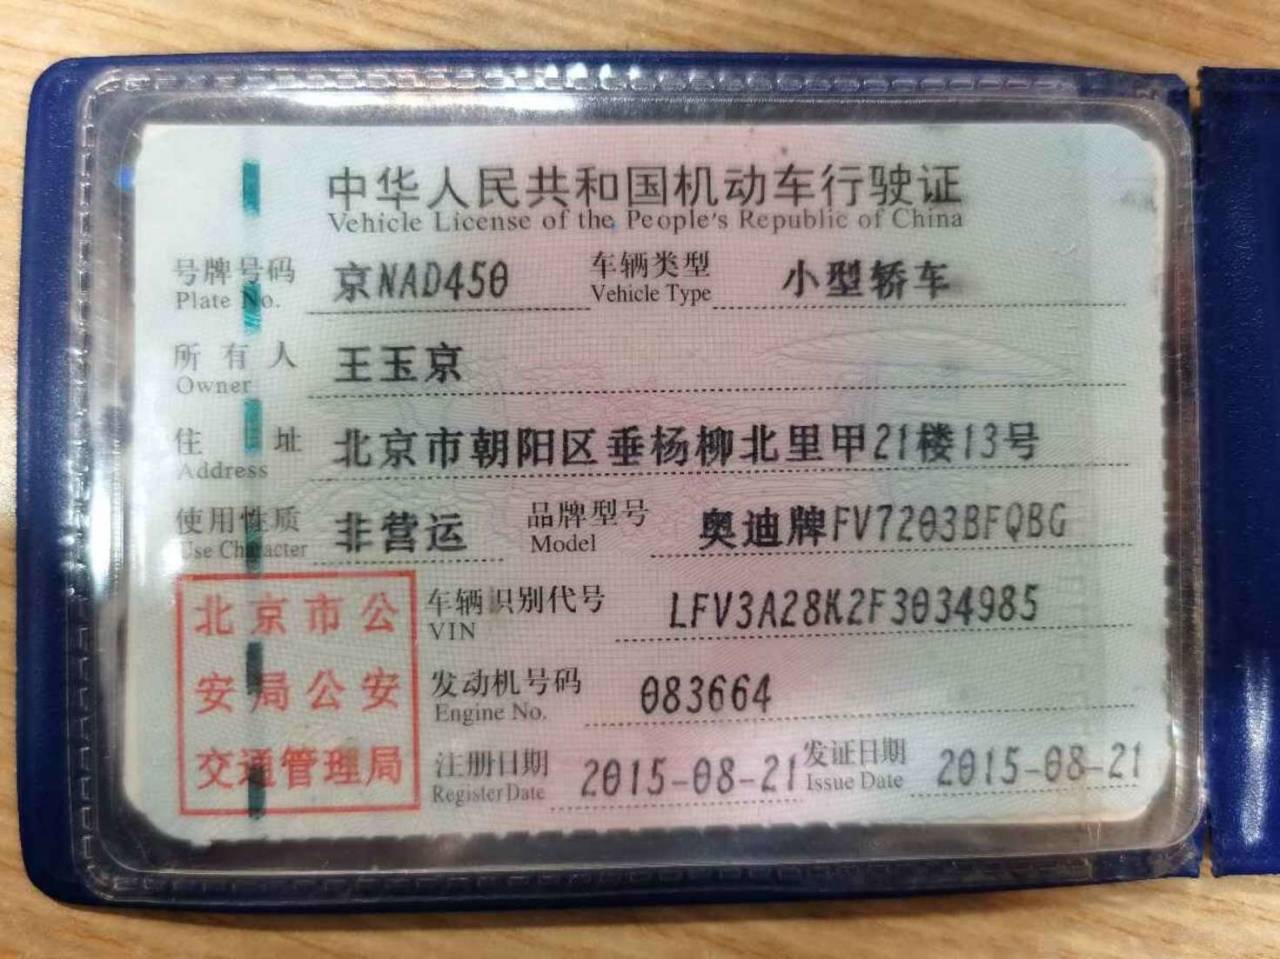 中华人民共和国机动车行驶证
Vehicle License of the People's Republic of China
号牌号码 京NAD450 车辆类型 小型轿车
Plate No. Vehicle Type
所有人 王玉京
Owner
住址 北京市朝阳区垂杨柳北里甲21楼13号
Address
使用性质 非营运 品牌型号 奥迪牌FV7203BFQBG
Use Character Model
北京市公
安局公安
交通管理局
车辆识别代号 LFV3A28K2F3034985
VIN
发动机号码 083664
Engine No.
注册日期 2015-08-21 发证日期 2015-08-21
Register Date Issue Date